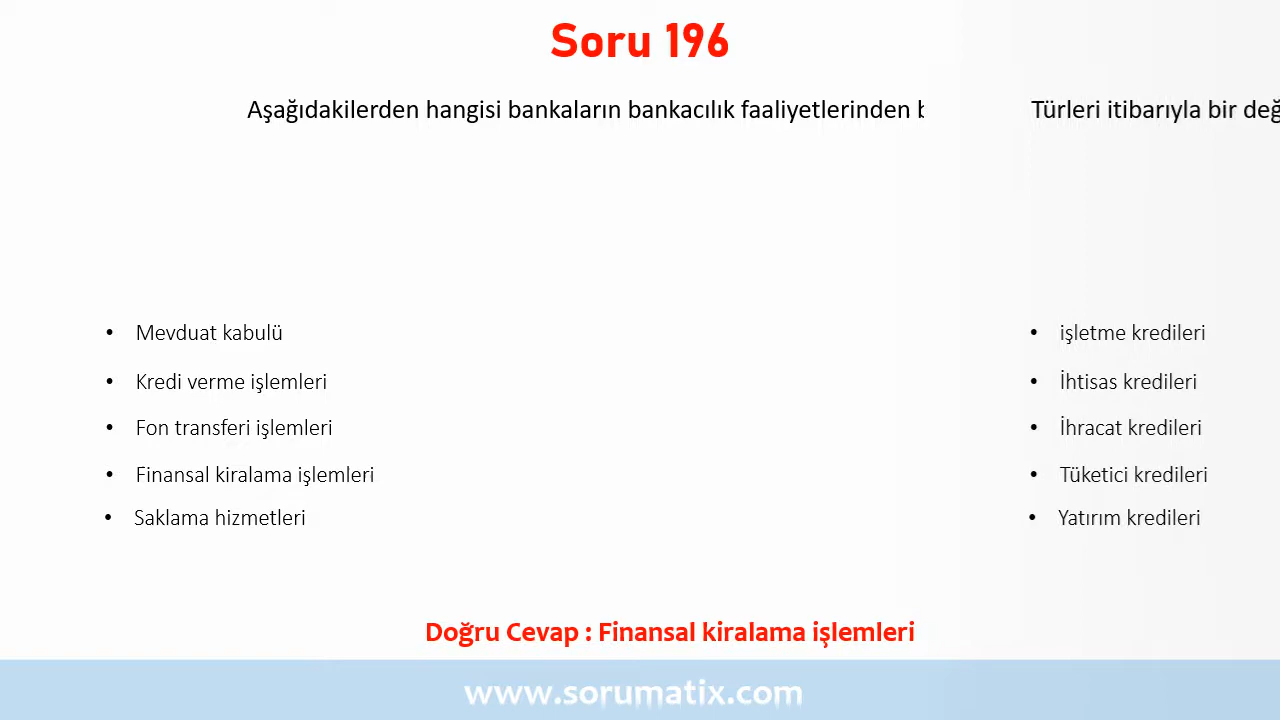 Soru 196
Aşağıdakilerden hangisi bankaların bankacılık faaliyetlerinden
Türleri itibarıyla bir
• Mevduat kabulü
• Kredi verme işlemleri
• Fon transferi işlemleri
• Finansal kiralama işlemleri
• Saklama hizmetleri
• işletme kredileri
• İhtisas kredileri
• İhracat kredileri
• Tüketici kredileri
• Yatırım kredileri
Doğru Cevap : Finansal kiralama işlemleri
www.sorumatix.com